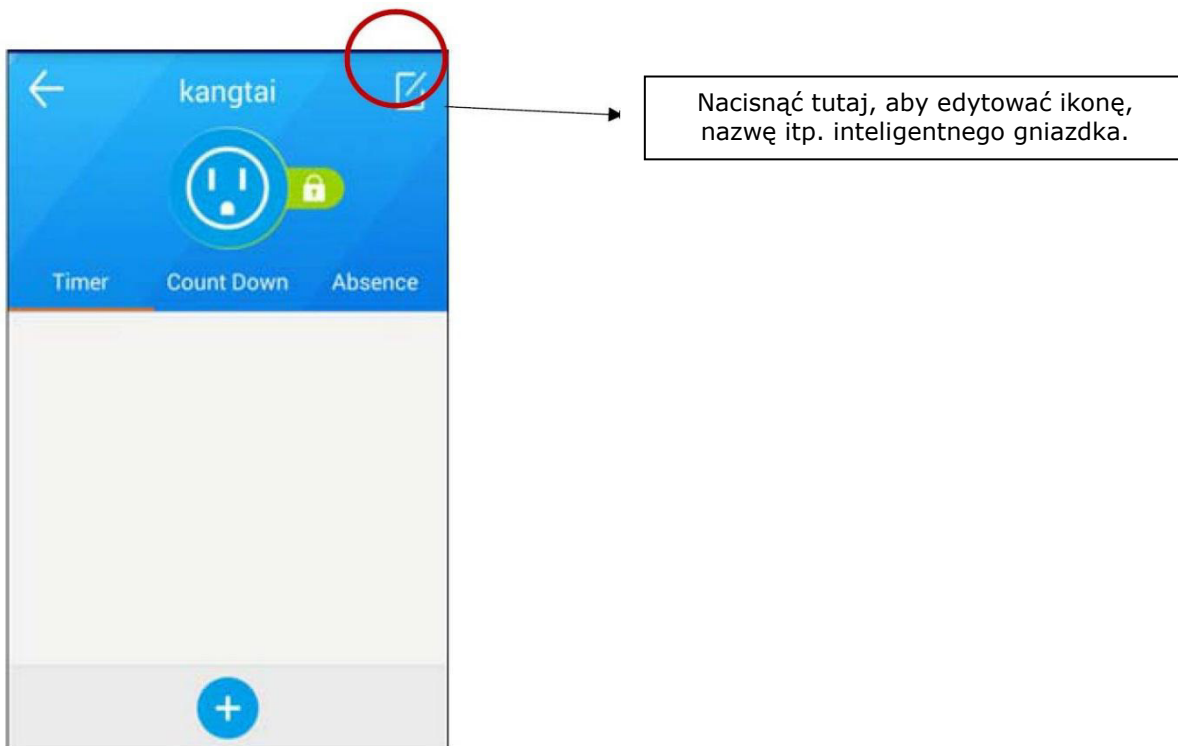 kangtai
Timer Count Down Absence
Nacisnąć tutaj, aby edytować ikonę,
nazwę itp. inteligentnego gniazdka.